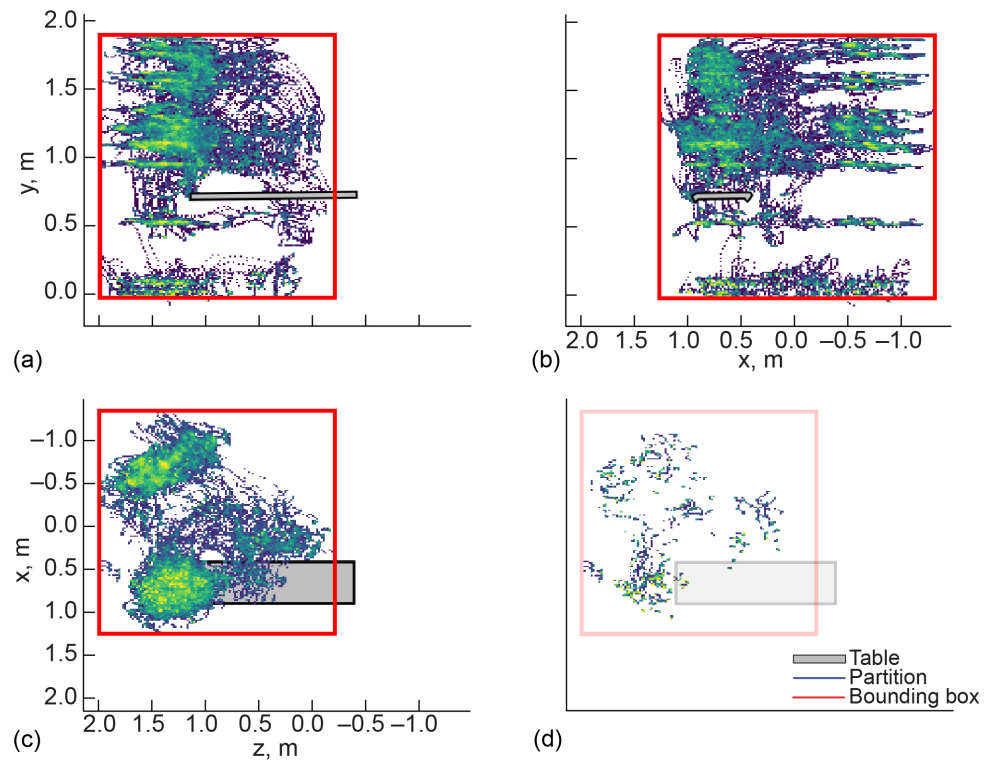 2.0
1.5
1.0
0.5
0.0
y, m
(a)
1.0 0.5 0.0 –0.5 –1.0
2.0 1.5
x, m
(b)
–1.0
–0.5
0.0
0.5
1.0
1.5
2.0
x, m
2.0 1.5 1.0 0.5 0.0 –0.5 –1.0
z, m
(c)
Table
Partition
Bounding box
(d)